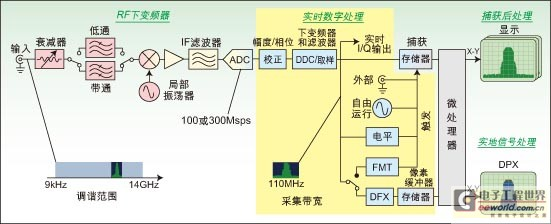 RF下变频器
实时数字处理
捕获后处理
输入
衰减器
低通
带通
IF滤波器
局部
振荡器
ADC
100或300Msps
幅度/相位
校正
下变频器
和滤波器
DDC/取样
实时
I/Q输出
捕获
存储器
X-Y
显示
外部
自由
运行
触发
电平
FMT
像素
缓冲器
DFX
存储器
微
处
理
器
实地信号处理
DPX
X-Y
9kHz
14GHz
调谐范围
110MHz
采集带宽
电子工程世界
eeworld.com.cn